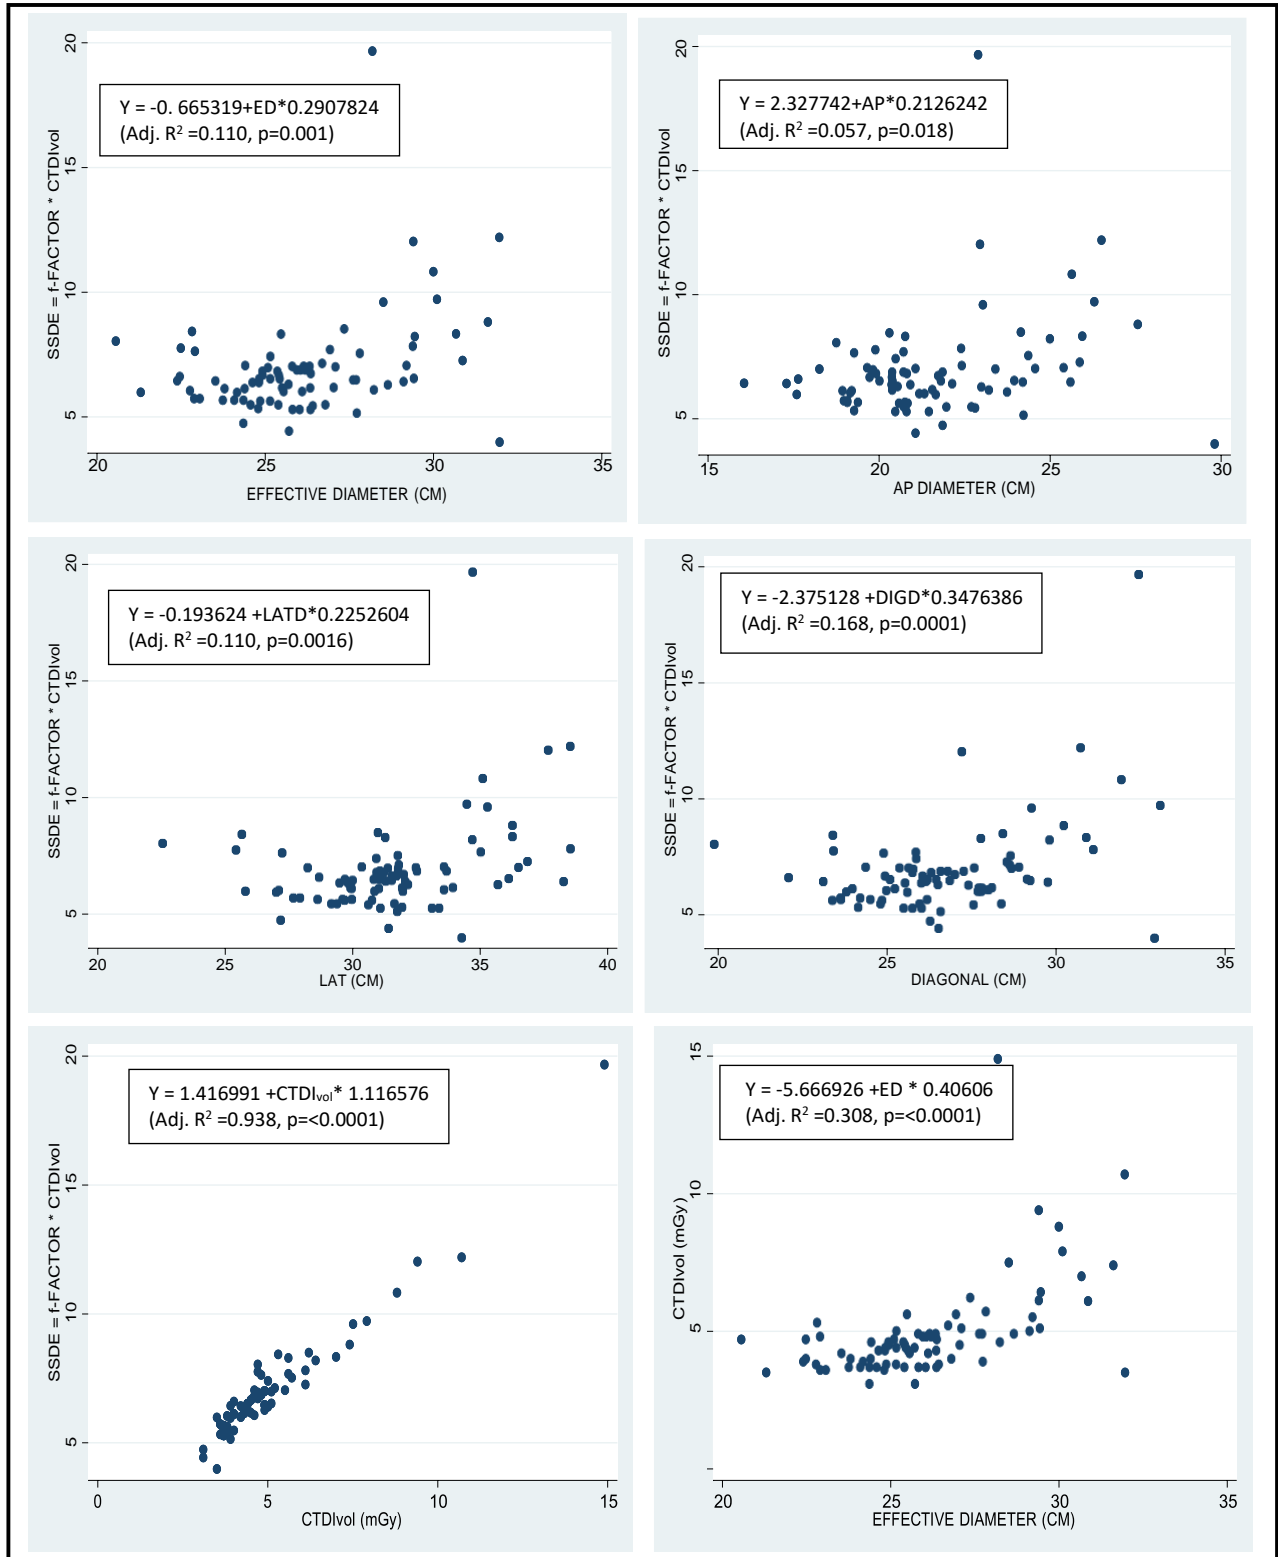 Y = -0. 665319+ED*0.2907824
(Adj. R² =0.110, p=0.001)
SSDE = f-FACTOR * CTDIvol
20
15
10
5
20
25
30
35
EFFECTIVE DIAMETER (CM)
Y = 2.327742+AP*0.2126242
(Adj. R² =0.057, p=0.018)
SSDE = f-FACTOR * CTDIvol
20
15
10
5
15
20
25
30
AP DIAMETER (CM)
Y = -0.193624 +LATD*0.2252604
(Adj. R² =0.110, p=0.0016)
SSDE = f-FACTOR * CTDIvol
20
15
10
5
20
25
30
35
40
LAT (CM)
Y = -2.375128 +DIGD*0.3476386
(Adj. R² =0.168, p=0.0001)
SSDE = f-FACTOR * CTDIvol
20
15
10
5
20
25
30
35
DIAGONAL (CM)
Y = 1.416991 +CTDIvol* 1.116576
(Adj. R² =0.938, p=<0.0001)
SSDE = f-FACTOR * CTDIvol
20
15
10
5
0
5
10
15
CTDIvol (mGy)
Y = -5.666926 +ED * 0.40606
(Adj. R² =0.308, p=<0.0001)
CTDIvol (mGy)
15
10
5
20
25
30
35
EFFECTIVE DIAMETER (CM)